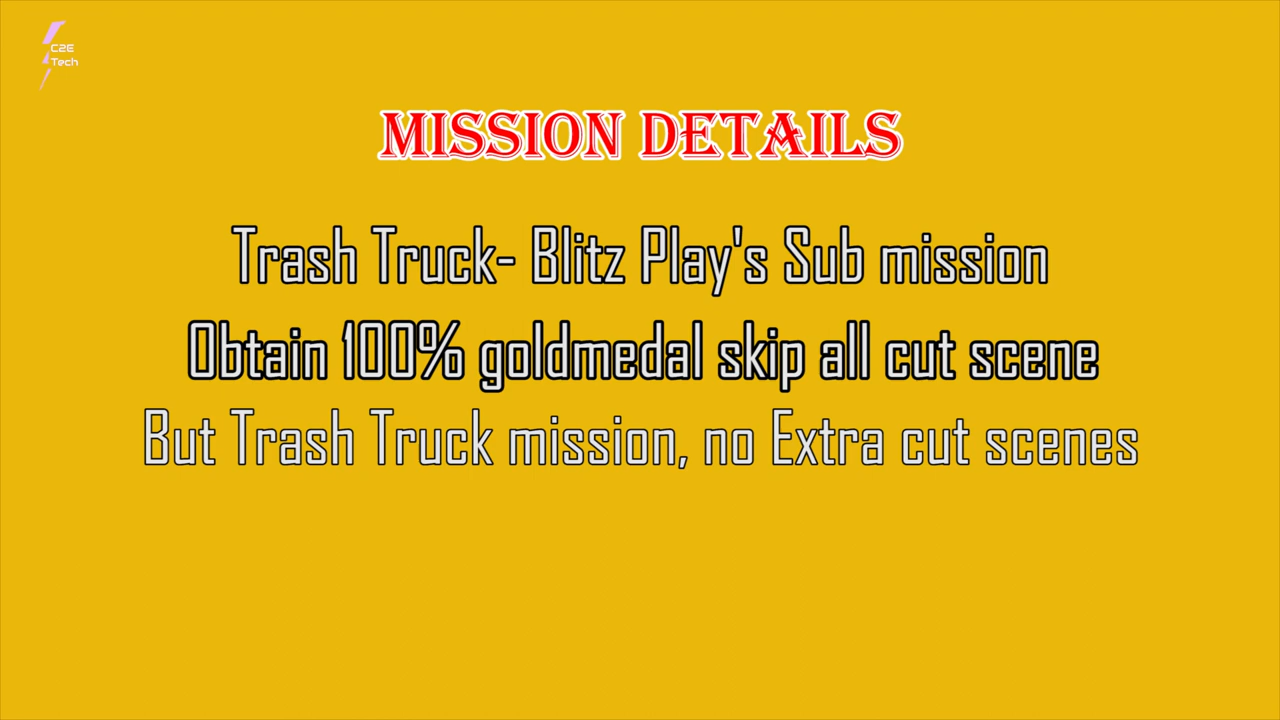 C2E
Tech
MISSION DETAILS
Trash Truck- Blitz Play's Sub mission
Obtain 100% goldmedal skip all cut scene
But Trash Truck mission, no Extra cut scenes